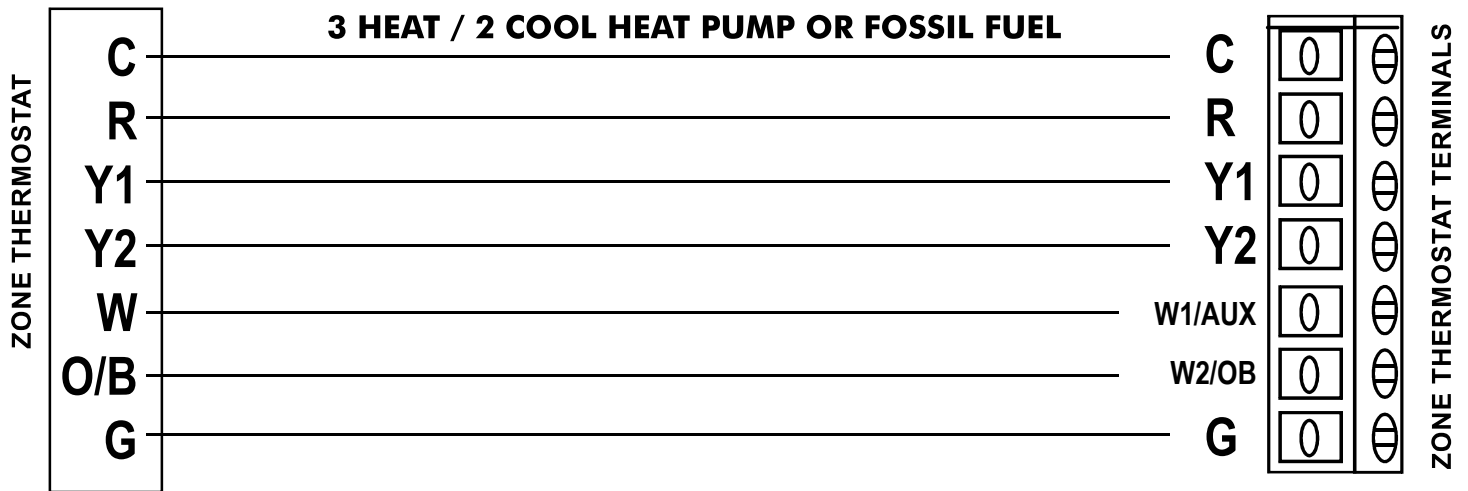 3 HEAT / 2 COOL HEAT PUMP OR FOSSIL FUEL
ZONE THERMOSTAT
C
R
Y1
Y2
W
O/B
G
C
R
Y1
Y2
W1/AUX
W2/OB
G
ZONE THERMOSTAT TERMINALS